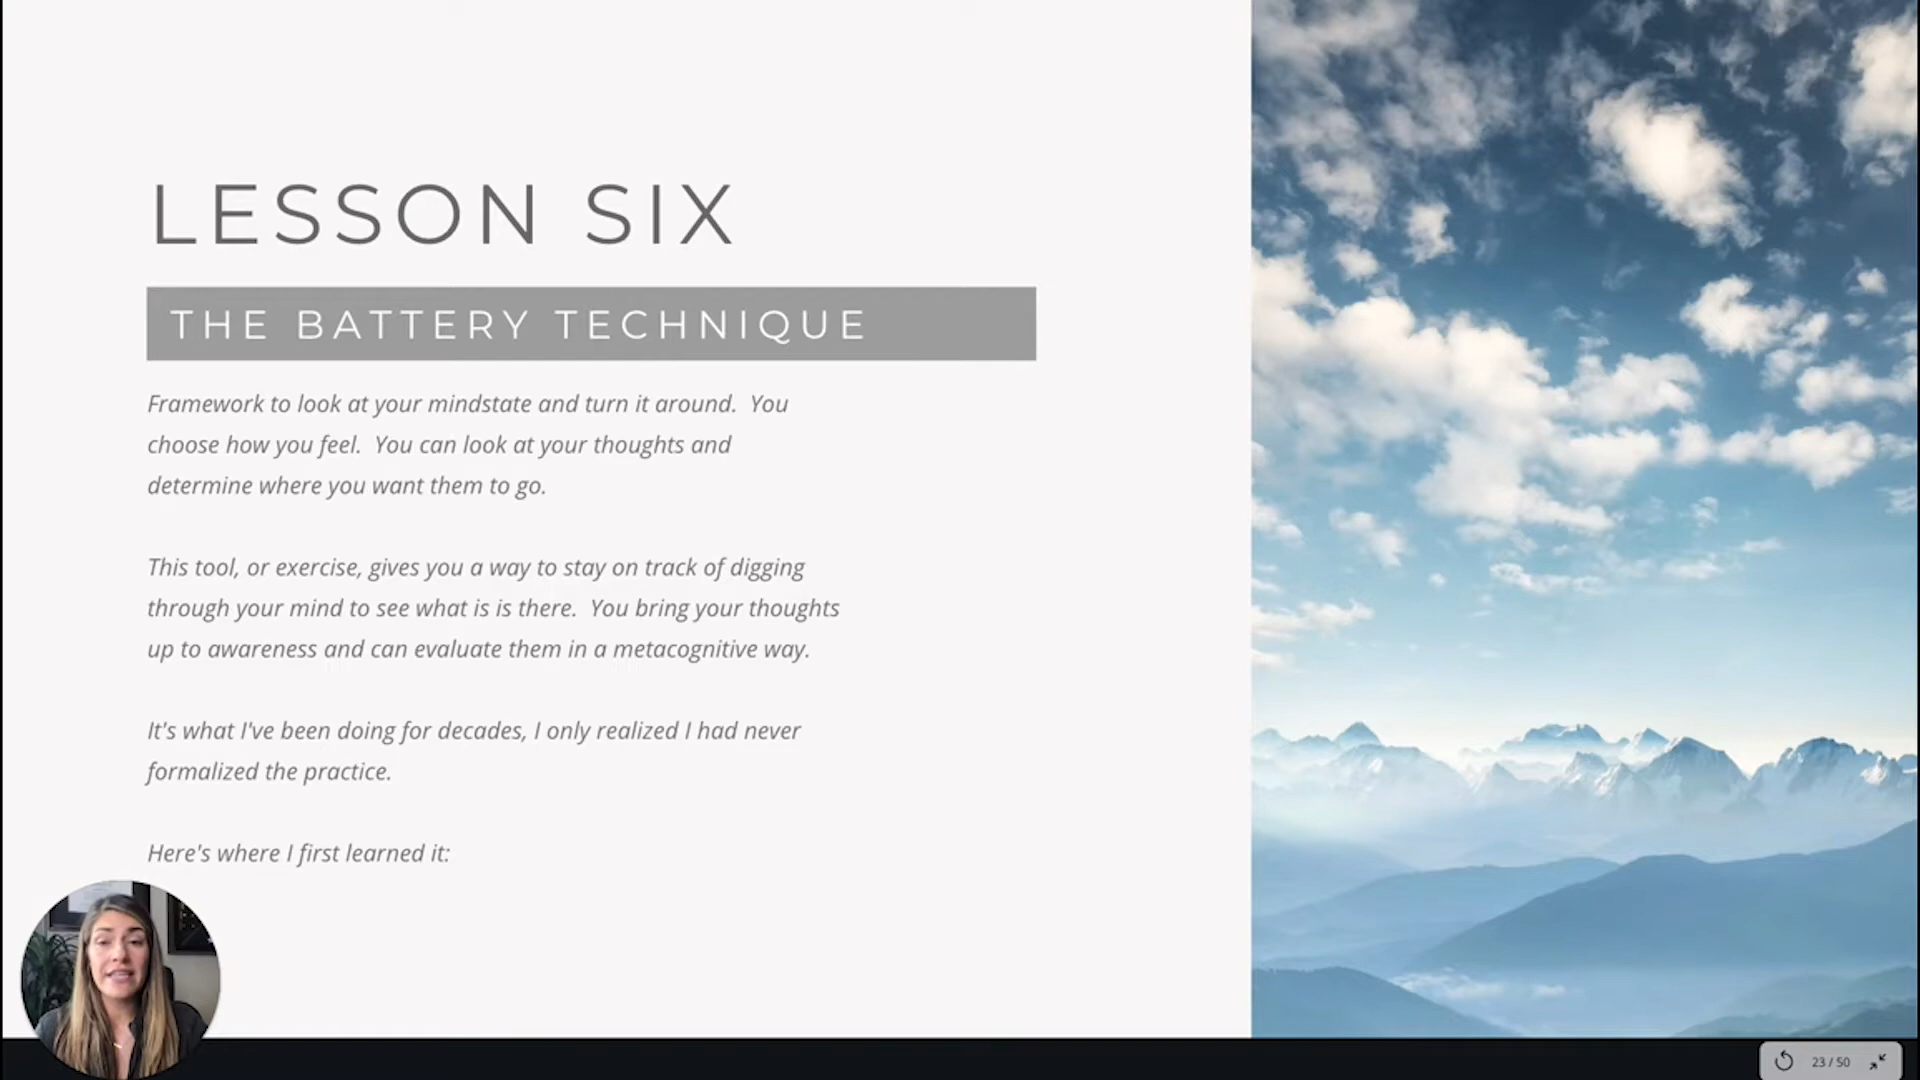 LESSON SIX
THE BATTERY TECHNIQUE
Framework to look at your mindstate and turn it around.  You
choose how you feel.  You can look at your thoughts and
determine where you want them to go.
This tool, or exercise, gives you a way to stay on track of digging
through your mind to see what is is there.  You bring your thoughts
up to awareness and can evaluate them in a metacognitive way.
It's what I've been doing for decades, I only realized I had never
formalized the practice.
Here's where I first learned it:
23 / 50